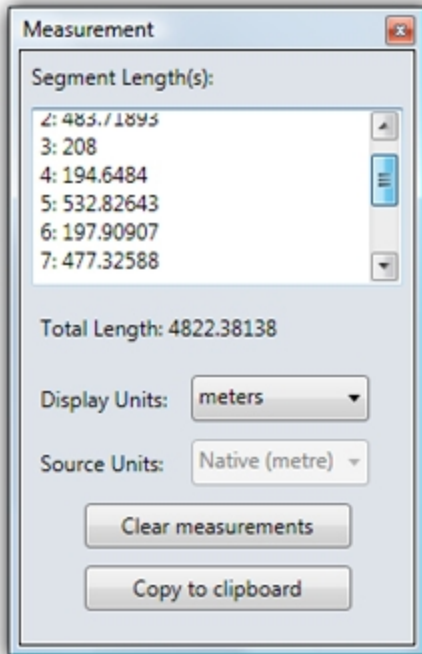 Measurement
Segment Length(s):
2: 483.71893
3: 208
4: 194.6484
5: 532.82643
6: 197.90907
7: 477.32588
Total Length: 4822.38138
Display Units: meters
Source Units: Native (metre)
Clear measurements
Copy to clipboard